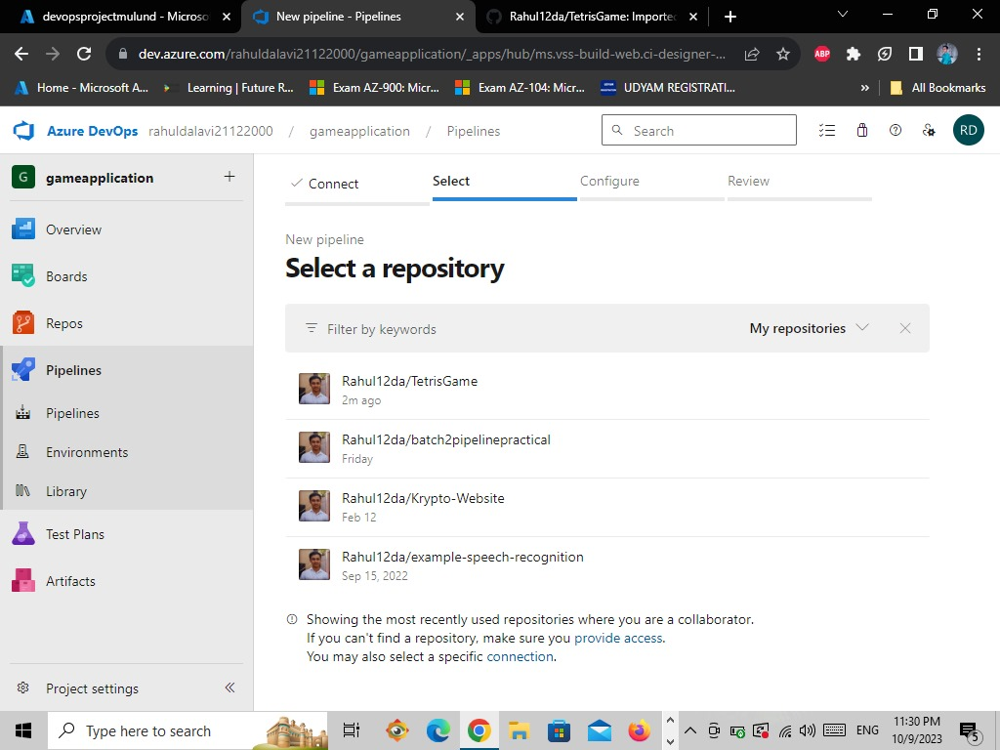 devopsprojectmulund - Microso
New pipeline - Pipelines
Rahul12da/TetrisGame: Importec
dev.azure.com/rahuldalavi21122000/gameapplication/_apps/hub/ms.vss-build-web.ci-designer-...
ABP
Home - Microsoft A...
Learning | Future R...
Exam AZ-900: Micr...
Exam AZ-104: Micr...
UDYAM REGISTRATI...
»
All Bookmarks
Azure DevOps rahuldalavi21122000 / gameapplication / Pipelines
Search
RD
G gameapplication +
Overview
Boards
Repos
Pipelines
Pipelines
Environments
Library
Test Plans
Artifacts
Project settings
Connect
Select
Configure
Review
New pipeline
Select a repository
Filter by keywords
My repositories
Rahul12da/TetrisGame
2m ago
Rahul12da/batch2pipelinepractical
Friday
Rahul12da/Krypto-Website
Feb 12
Rahul12da/example-speech-recognition
Sep 15, 2022
Showing the most recently used repositories where you are a collaborator.
If you can't find a repository, make sure you provide access.
You may also select a specific connection.
Type here to search
ENG
11:30 PM
10/9/2023
5